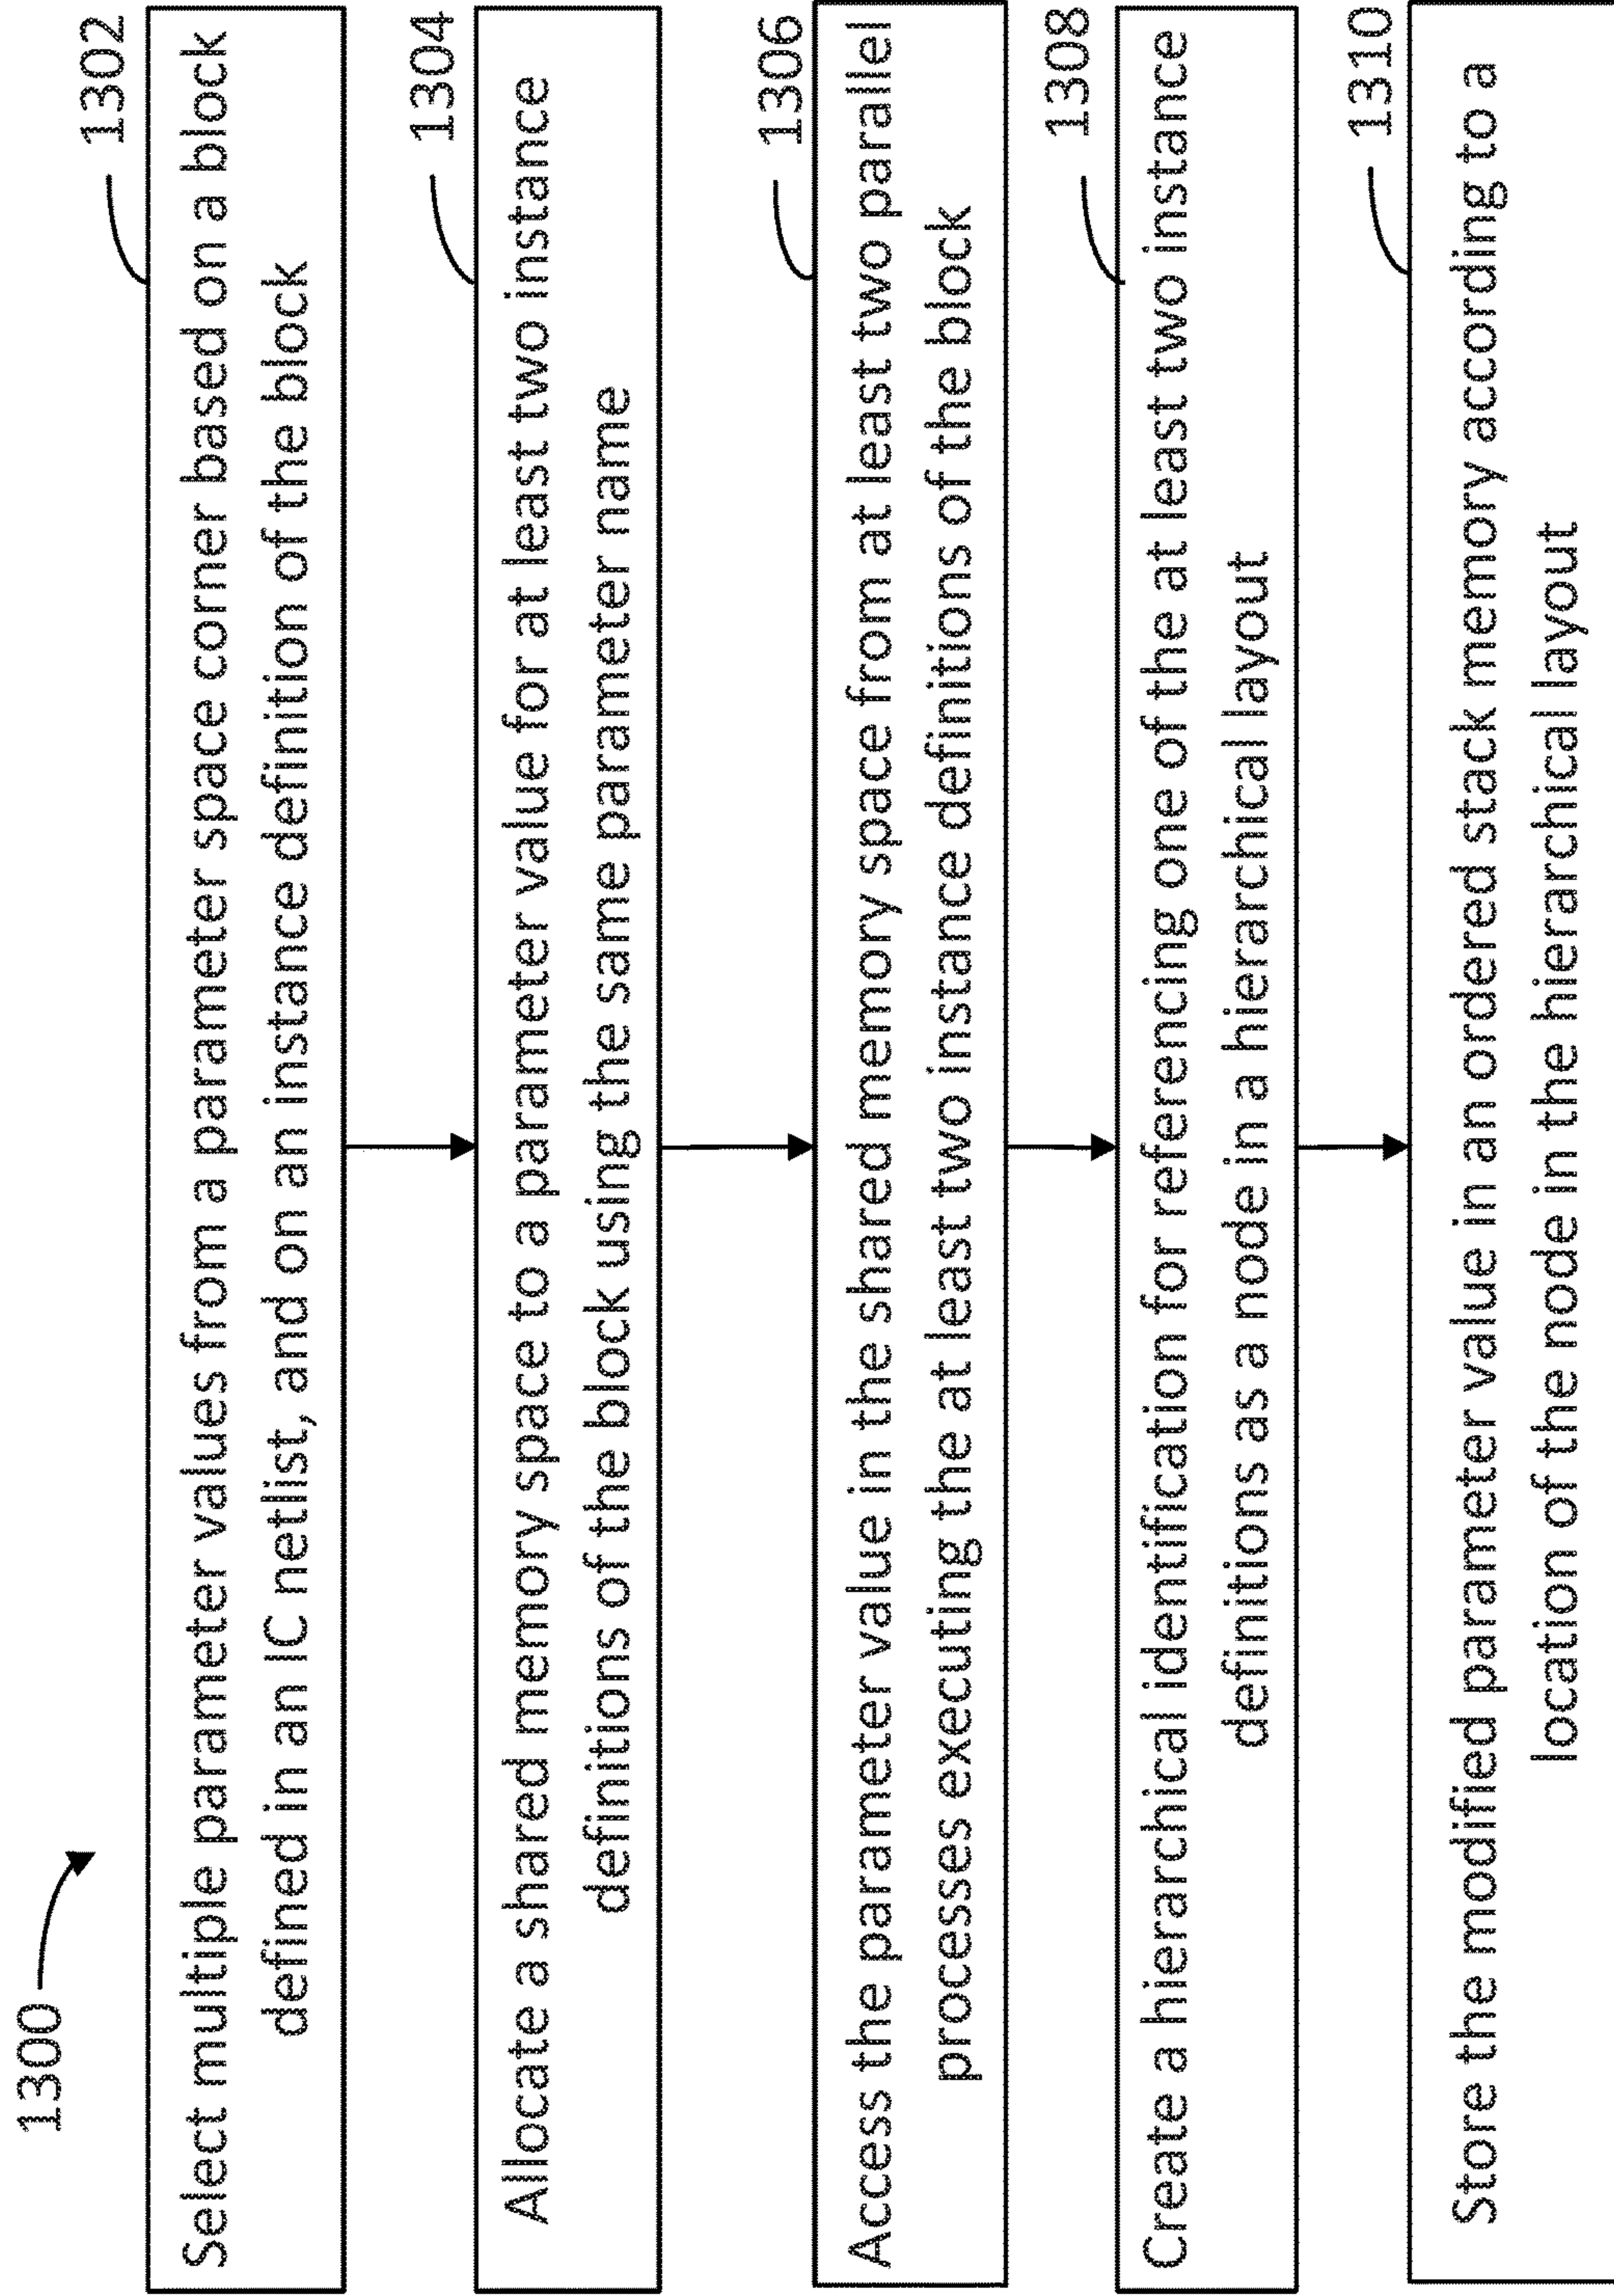 1300
1302
Select multiple parameter values from a parameter space corner based on a block
defined in an IC netlist, and on an instance definition of the block
1304
Allocate a shared memory space to a parameter value for at least two instance
definitions of the block using the same parameter name
1306
Access the parameter value in the shared memory space from at least two parallel
processes executing the at least two instance definitions of the block
1308
Create a hierarchical identification for referencing one of the at least two instance
definitions as a node in a hierarchical layout
1310
Store the modified parameter value in an ordered stack memory according to a
location of the node in the hierarchical layout